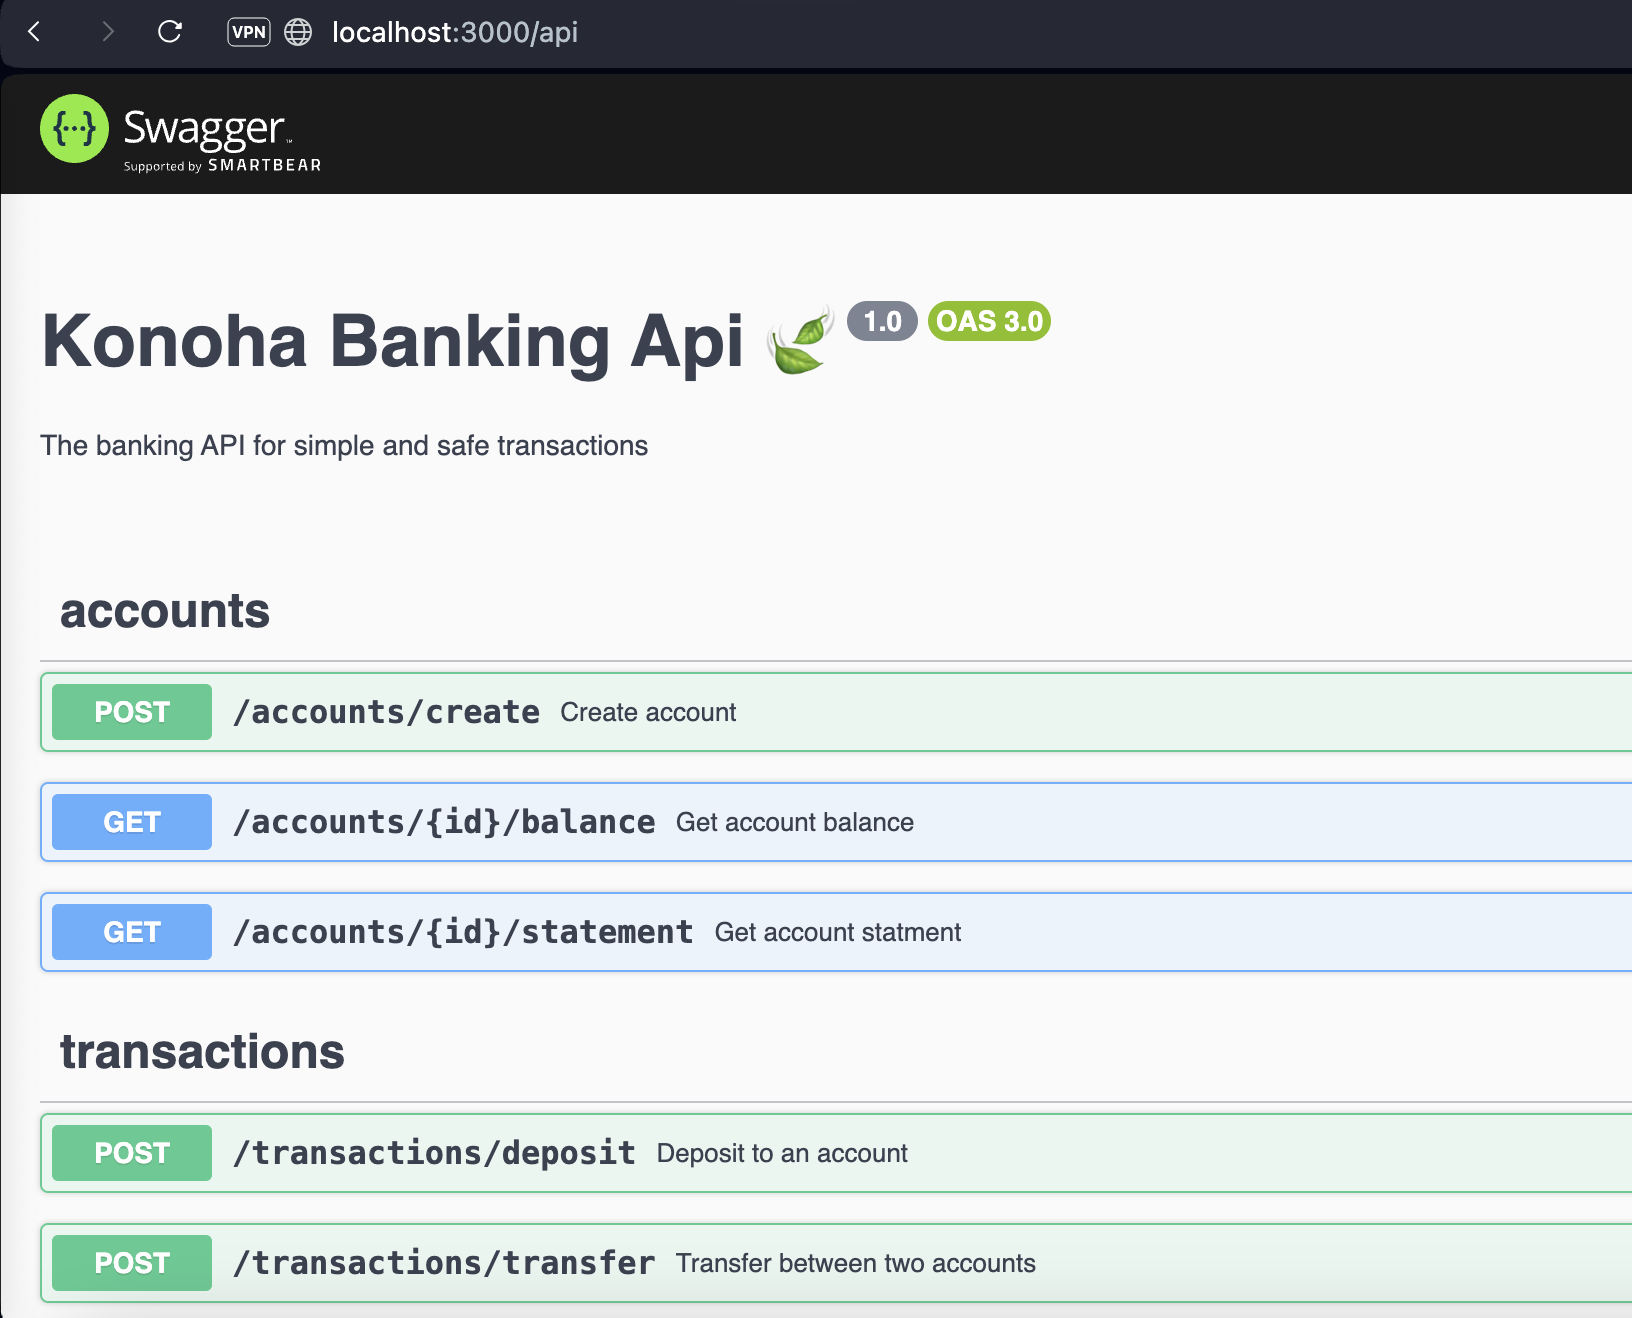 VPN localhost:3000/api
{...} Swagger™
Supported by SMARTBEAR
Konoha Banking Api 🍃 1.0 OAS 3.0
The banking API for simple and safe transactions
accounts
POST /accounts/create Create account
GET /accounts/{id}/balance Get account balance
GET /accounts/{id}/statement Get account statment
transactions
POST /transactions/deposit Deposit to an account
POST /transactions/transfer Transfer between two accounts